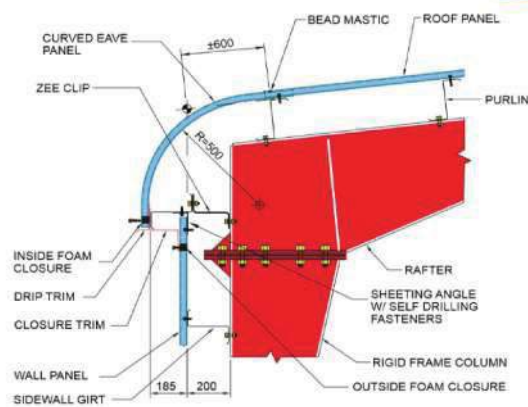 BEAD MASTIC
ROOF PANEL
CURVED EAVE
PANEL
±600
ZEE CLIP
PURLIN
R=500
INSIDE FOAM
CLOSURE
DRIP TRIM
CLOSURE TRIM
WALL PANEL
SIDEWALL GIRT
185
200
RAFTER
SHEETING ANGLE
W/ SELF DRILLING
FASTENERS
RIGID FRAME COLUMN
OUTSIDE FOAM CLOSURE